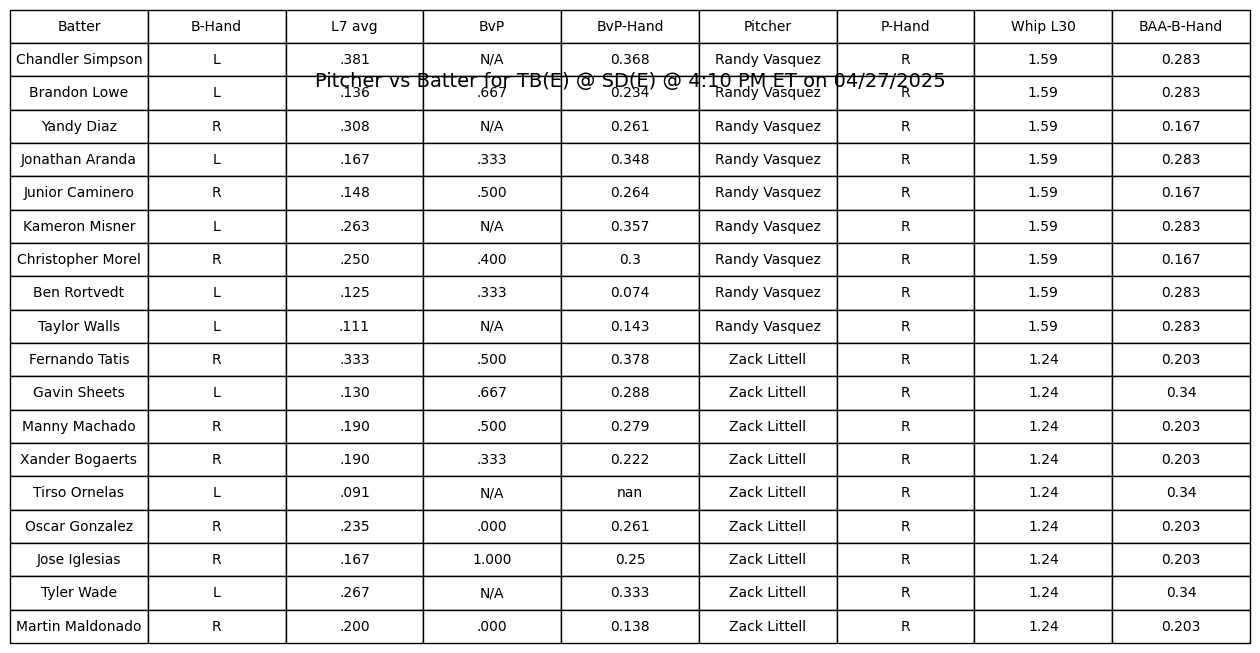 Batter B-Hand L7 avg BvP BvP-Hand Pitcher P-Hand Whip L30 BAA-B-Hand
Chandler Simpson L .381 N/A 0.368 Randy Vasquez R 1.59 0.283
Pitcher vs Batter for TB(E) @ SD(E) @ 4:10 PM ET on 04/27/2025
Brandon Lowe L .136 .667 0.234 Randy Vasquez R 1.59 0.283
Yandy Diaz R .308 N/A 0.261 Randy Vasquez R 1.59 0.167
Jonathan Aranda L .167 .333 0.348 Randy Vasquez R 1.59 0.283
Junior Caminero R .148 .500 0.264 Randy Vasquez R 1.59 0.167
Kameron Misner L .263 N/A 0.357 Randy Vasquez R 1.59 0.283
Christopher Morel R .250 .400 0.3 Randy Vasquez R 1.59 0.167
Ben Rortvedt L .125 .333 0.074 Randy Vasquez R 1.59 0.283
Taylor Walls L .111 N/A 0.143 Randy Vasquez R 1.59 0.283
Fernando Tatis R .333 .500 0.378 Zack Littell R 1.24 0.203
Gavin Sheets L .130 .667 0.288 Zack Littell R 1.24 0.34
Manny Machado R .190 .500 0.279 Zack Littell R 1.24 0.203
Xander Bogaerts R .190 .333 0.222 Zack Littell R 1.24 0.203
Tirso Ornelas L .091 N/A nan Zack Littell R 1.24 0.34
Oscar Gonzalez R .235 .000 0.261 Zack Littell R 1.24 0.203
Jose Iglesias R .167 1.000 0.25 Zack Littell R 1.24 0.203
Tyler Wade L .267 N/A 0.333 Zack Littell R 1.24 0.34
Martin Maldonado R .200 .000 0.138 Zack Littell R 1.24 0.203